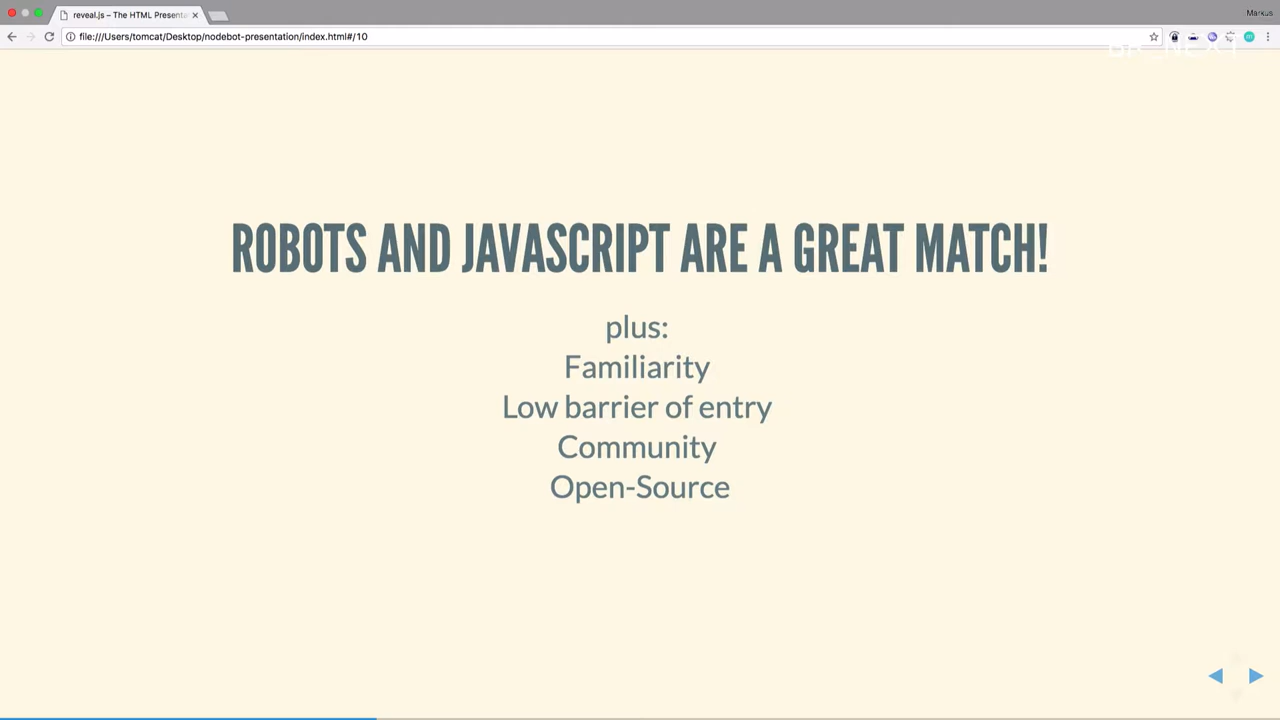 reveal.js – The HTML Presenta
Markus
file:///Users/tomcat/Desktop/nodebot-presentation/index.html#/10
ROBOTS AND JAVASCRIPT ARE A GREAT MATCH!
plus:
Familiarity
Low barrier of entry
Community
Open-Source